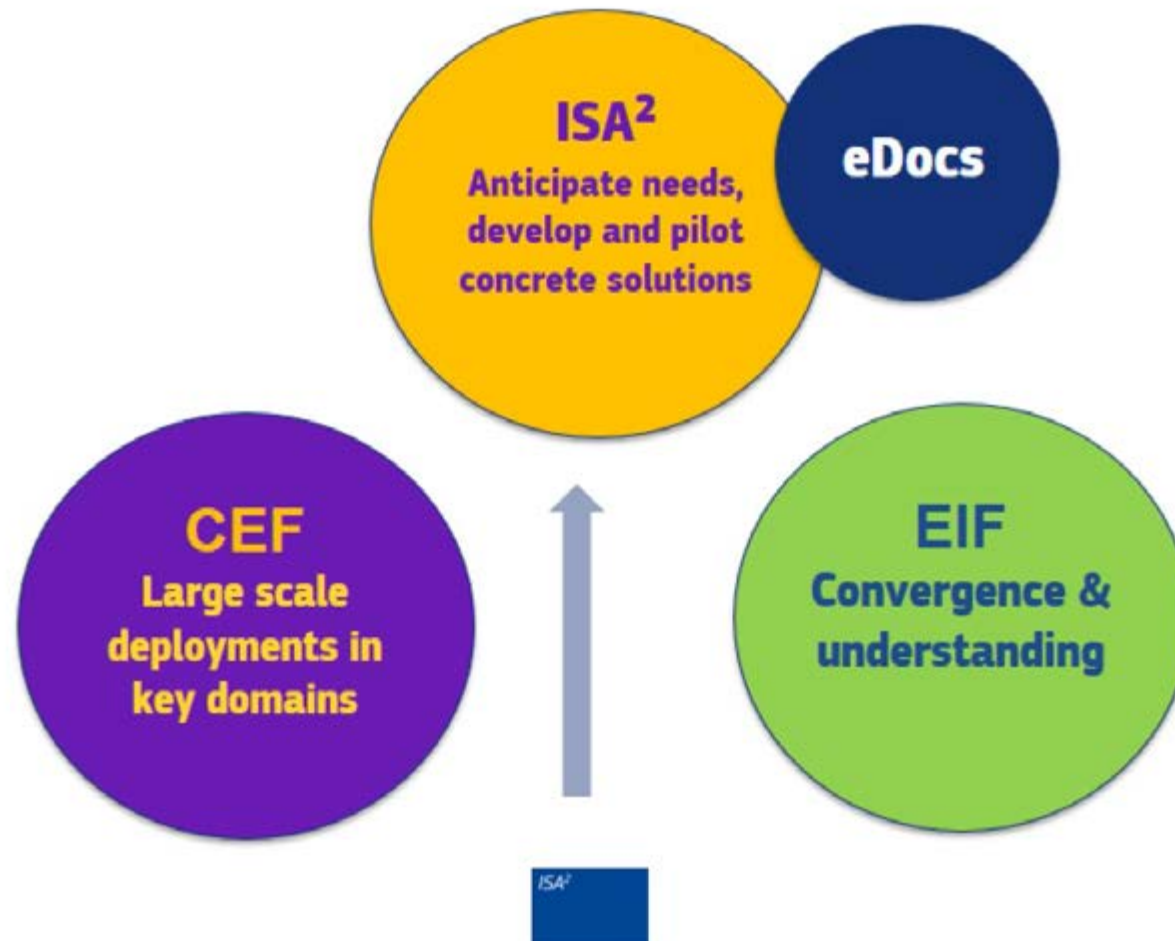 ISA²
Anticipate needs,
develop and pilot
concrete solutions
eDocs
CEF
Large scale
deployments in
key domains
EIF
Convergence &
understanding
ISA²